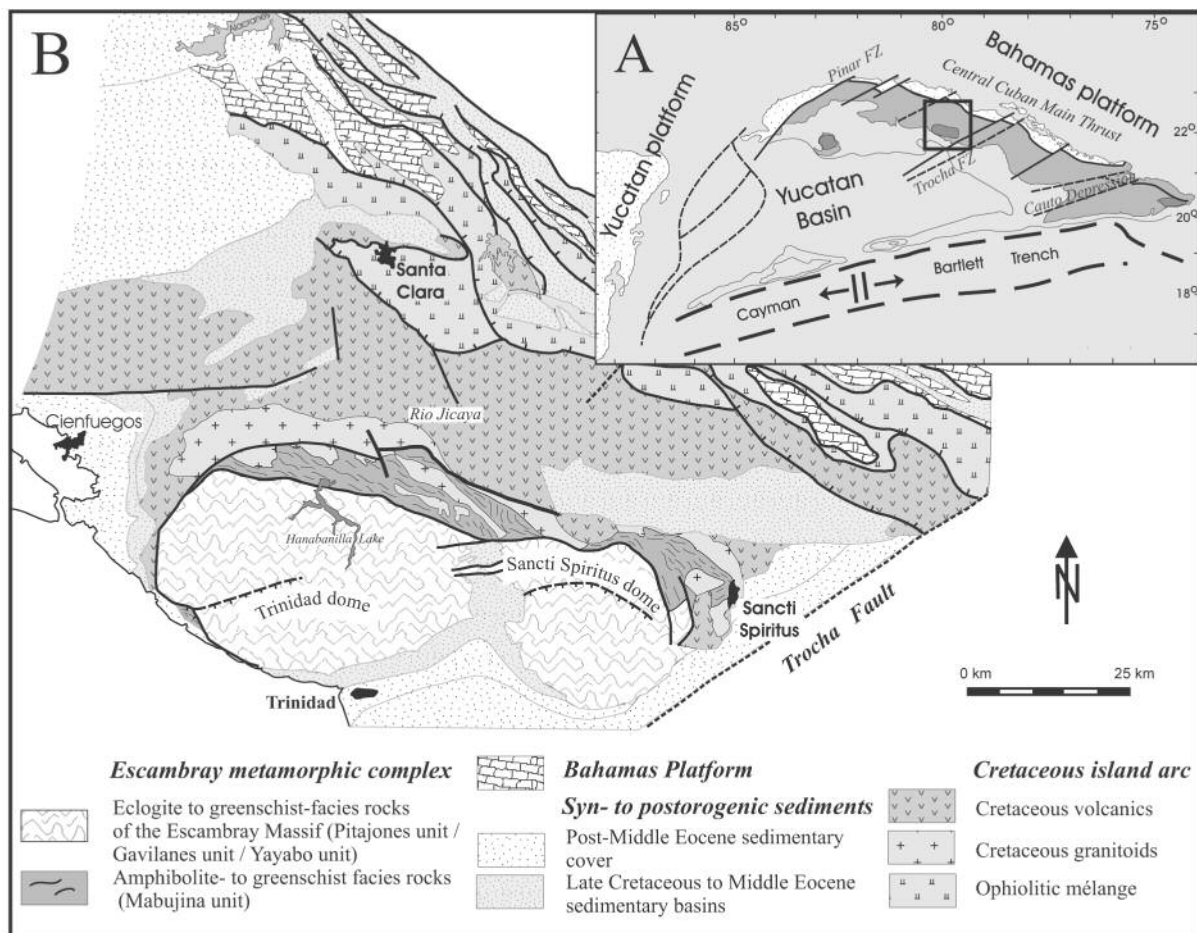 B
A
85°
80°
75°
22°
20°
18°
Pinar FZ
Bahamas platform
Central Cuban Main Thrust
Yucatan platform
Trocha FZ
Yucatan
Basin
Cauto Depression
Bartlett Trench
Cayman
Santa
Clara
Rio Jicaya
Cienfuegos
Hanabanilla Lake
Sancti Spiritus dome
Trinidad dome
Sancti
Spiritus
Trocha Fault
Trinidad
N
0 km
25 km
Escambray metamorphic complex
Eclogite to greenschist-facies rocks
of the Escambray Massif (Pitajones unit /
Gavilanes unit / Yayabo unit)
Amphibolite- to greenschist facies rocks
(Mabujina unit)
Bahamas Platform
Syn- to postorogenic sediments
Post-Middle Eocene sedimentary
cover
Late Cretaceous to Middle Eocene
sedimentary basins
Cretaceous island arc
Cretaceous volcanics
Cretaceous granitoids
Ophiolitic mélange